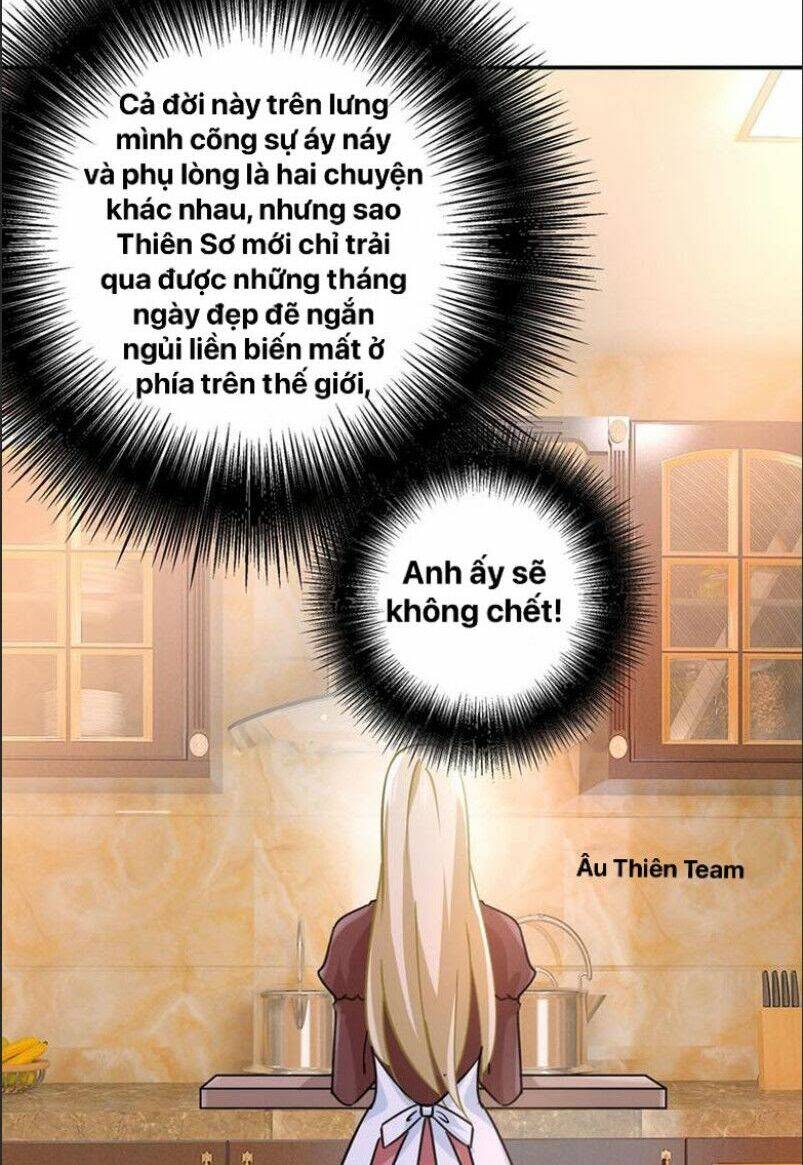 Cả đời này trên lưng
mình cõng sự áy náy
và phụ lòng là hai chuyện
khác nhau, nhưng sao
Thiên Sơ mới chỉ trải
qua được những tháng
ngày đẹp đẽ ngắn
ngủi liền biến mất ở
phía trên thế giới,
Anh ấy sẽ
không chết!
Âu Thiên Team